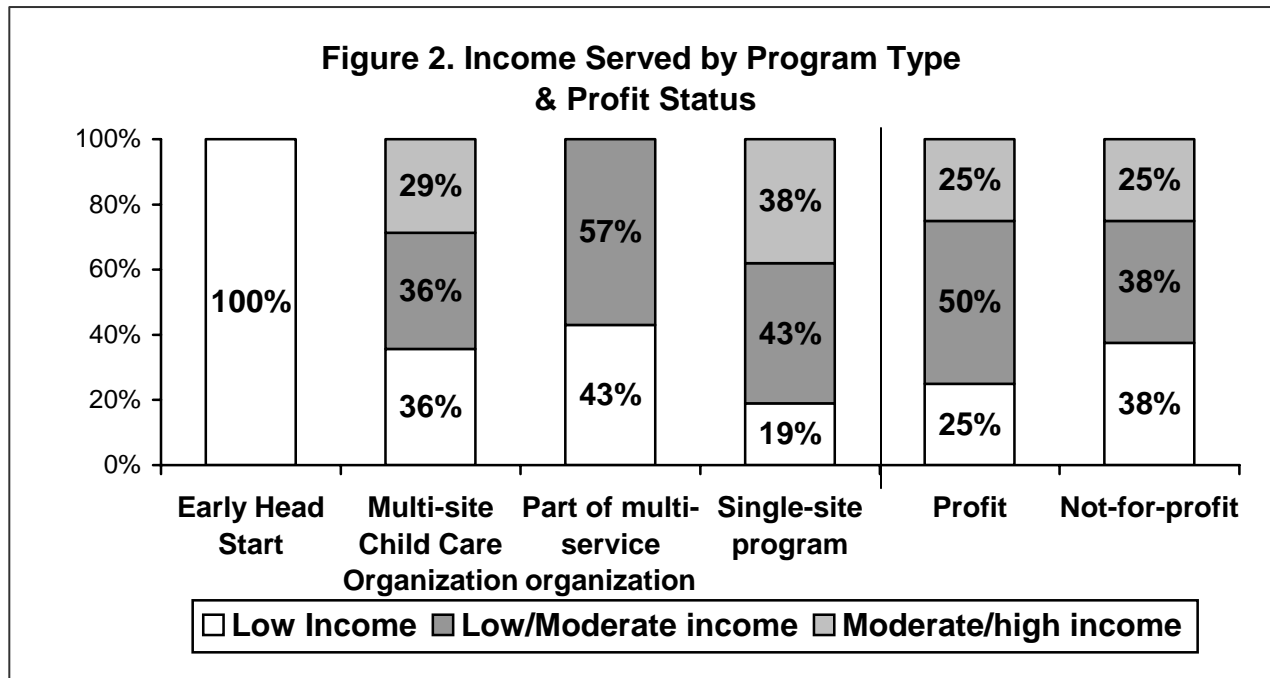 Figure 2. Income Served by Program Type
& Profit Status
100%
80%
60%
40%
20%
0%
100%
29%
36%
36%
57%
43%
38%
43%
19%
25%
50%
25%
25%
38%
38%
Early Head
Start
Multi-site
Child Care
Organization
Part of multi-
service
organization
Single-site
program
Profit
Not-for-profit
Low Income
Low/Moderate income
Moderate/high income